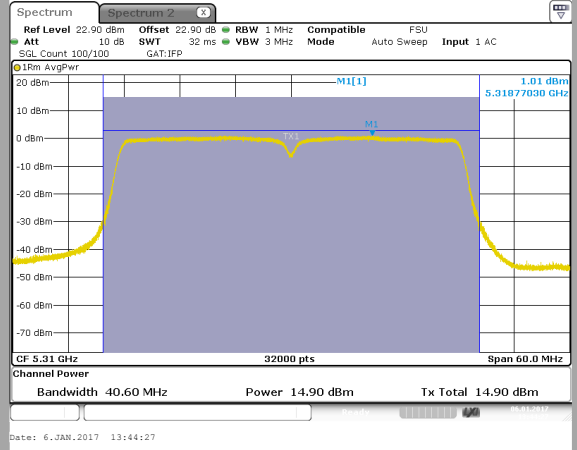 Spectrum Spectrum 2 X
Ref Level 22.90 dBm Offset 22.90 dB RBW 1 MHz Compatible FSU
Att 10 dB SWT 32 ms VBW 3 MHz Mode Auto Sweep Input 1 AC
SGL Count 100/100 GAT:IFP
1Rm AvgPwr
M1[1] 1.01 dBm
5.31877030 GHz
20 dBm
10 dBm
M1
0 dBm
TX1
-10 dBm
-20 dBm
-30 dBm
-40 dBm
-50 dBm
-60 dBm
-70 dBm
CF 5.31 GHz 32000 pts Span 60.0 MHz
Channel Power
Bandwidth 40.60 MHz Power 14.90 dBm Tx Total 14.90 dBm
Ready 06.01.2017
Date: 6.JAN.2017 13:44:27